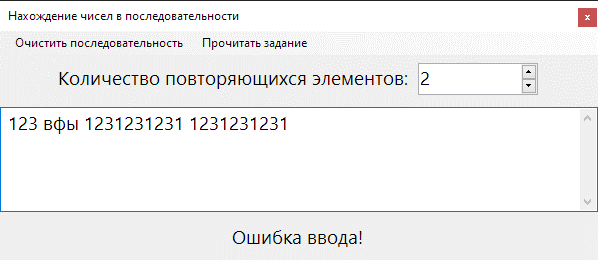 Нахождение чисел в последовательности
Очистить последовательность Прочитать задание
Количество повторяющихся элементов: 2
123 вфы 1231231231 1231231231
Ошибка ввода!